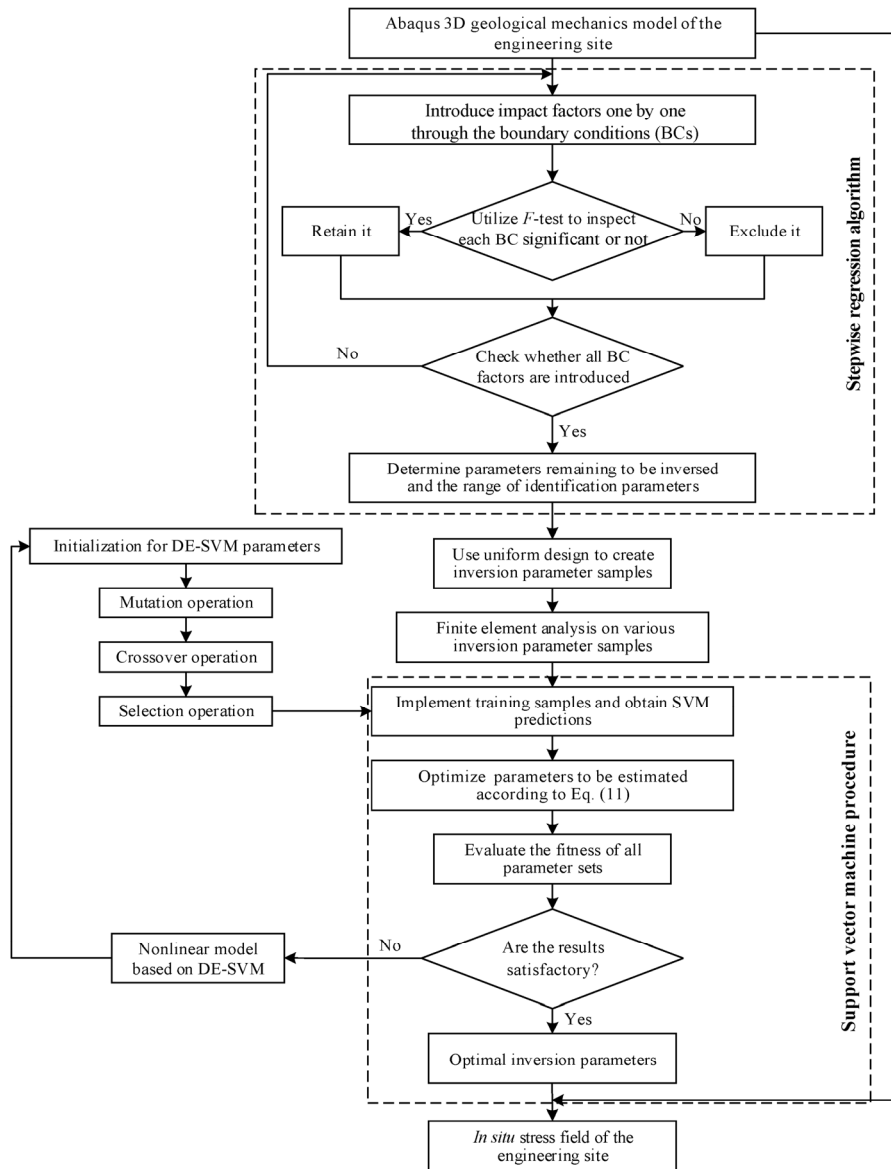 Abaqus 3D geological mechanics model of the
engineering site
Introduce impact factors one by one
through the boundary conditions (BCs)
Utilize F-test to inspect
each BC significant or not
Yes
No
Retain it
Exclude it
Check whether all BC
factors are introduced
No
Yes
Determine parameters remaining to be inversed
and the range of identification parameters
Stepwise regression algorithm
Initialization for DE-SVM parameters
Mutation operation
Crossover operation
Selection operation
Use uniform design to create
inversion parameter samples
Finite element analysis on various
inversion parameter samples
Implement training samples and obtain SVM
predictions
Optimize parameters to be estimated
according to Eq. (11)
Evaluate the fitness of all
parameter sets
Are the results
satisfactory?
No
Nonlinear model
based on DE-SVM
Yes
Optimal inversion parameters
Support vector machine procedure
In situ stress field of the
engineering site